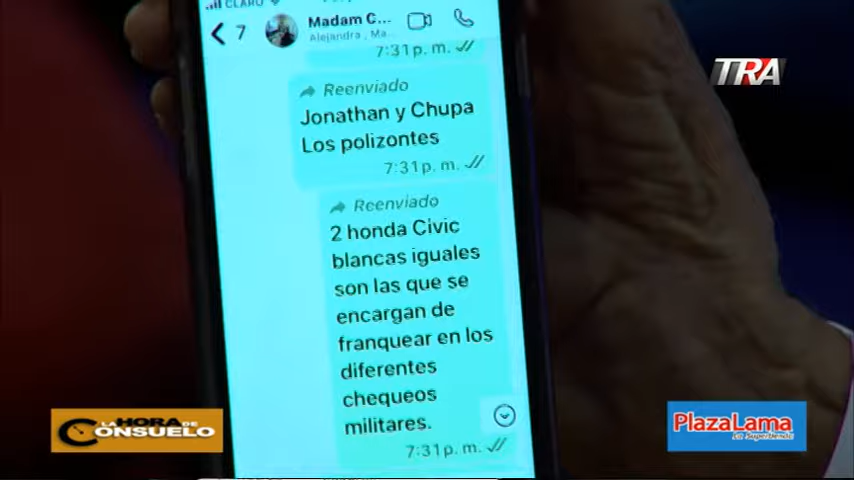 CLARO
7
Madam C...
Alejandra , Ma...
7:31 p. m.
TRA
Reenviado
Jonathan y Chupa
Los polizontes
7:31 p. m.
Reenviado
2 honda Civic
blancas iguales
son las que se
encargan de
franquear en los
diferentes
chequeos
militares.
7:31 p. m.
LA HORA DE
CONSUELO
PlazaLama
La Supertienda